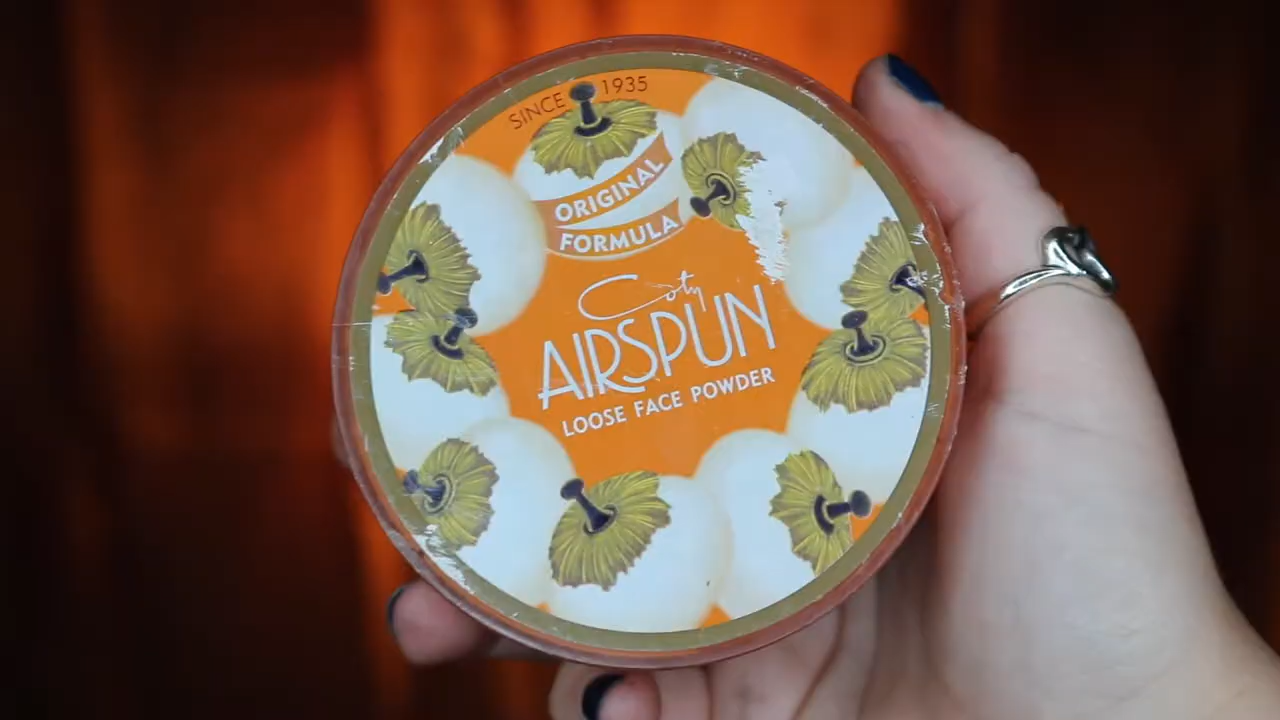 SINCE 1935
ORIGINAL
FORMULA
Coty
AIRSPUN
LOOSE FACE POWDER